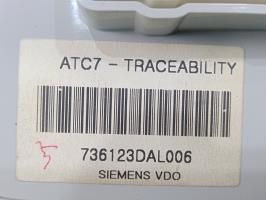 ATC7 - TRACEABILITY
736123DAL006
SIEMENS VDO